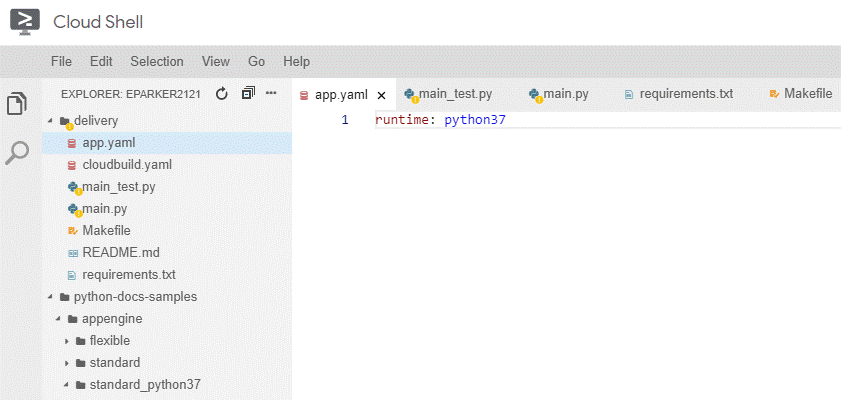 Cloud Shell
File Edit Selection View Go Help
EXPLORER: EPARKER2121
app.yaml main_test.py main.py requirements.txt Makefile
delivery
app.yaml
cloudbuild.yaml
main_test.py
main.py
Makefile
README.md
requirements.txt
python-docs-samples
appengine
flexible
standard
standard_python37
1 runtime: python37